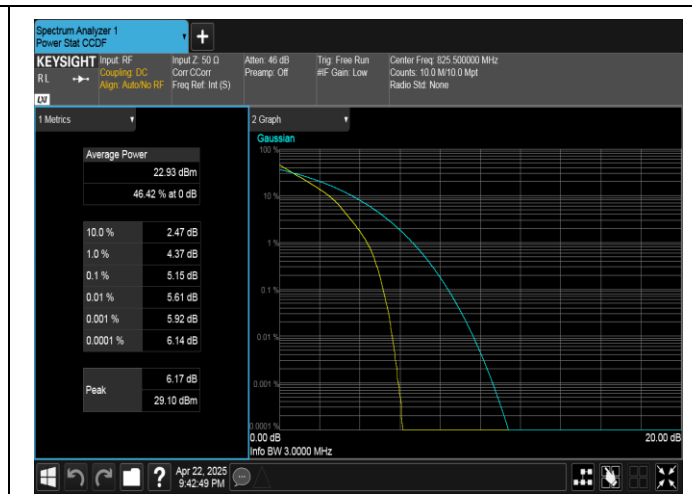 Spectrum Analyzer 1
Power Stat CCDF
+
KEYSIGHT Input: RF Input Z: 50 Ω Atten: 46 dB Trig: Free Run Center Freq: 825.500000 MHz
RL Coupling: DC Corr CCorr Preamp: Off #IF Gain: Low Counts: 10.0 M/10.0 Mpt
Align: Auto/No RF Freq Ref: Int (S) Radio Std: None
LXI
1 Metrics 2 Graph
Gaussian
Average Power
22.93 dBm
46.42 % at 0 dB
10.0 % 2.47 dB
1.0 % 4.37 dB
0.1 % 5.15 dB
0.01 % 5.61 dB
0.001 % 5.92 dB
0.0001 % 6.14 dB
Peak 6.17 dB
29.10 dBm
100 %
10 %
1 %
0.1 %
0.01 %
0.001 %
0.0001 %
0.00 dB 20.00 dB
Info BW 3.0000 MHz
? Apr 22, 2025
9:42:49 PM